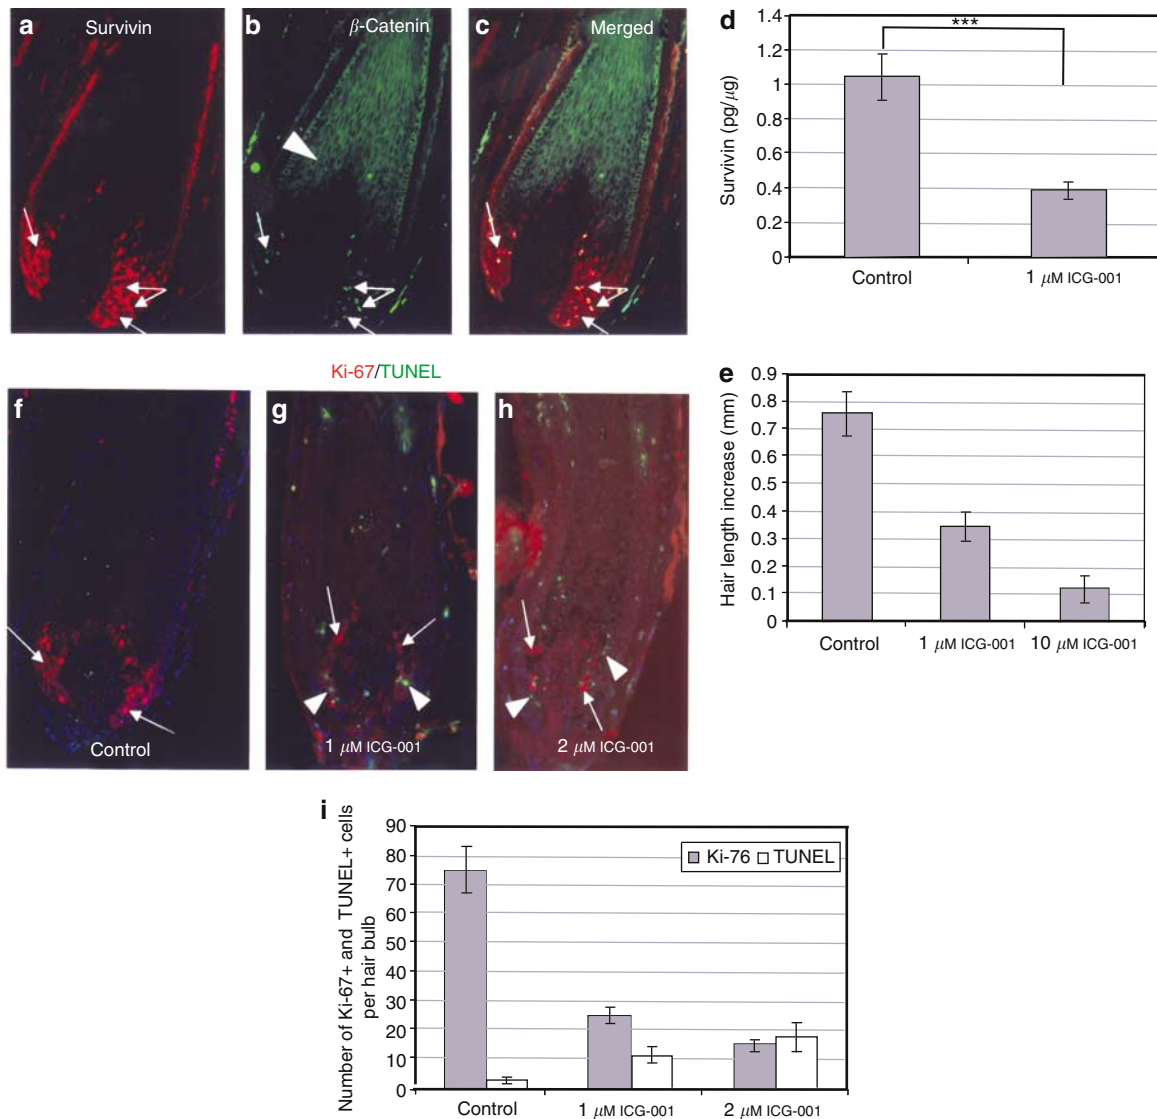 a Survivin
b β-Catenin
c Merged
d
***
Survivin (pg/μg)
1.4
1.2
1
0.8
0.6
0.4
0.2
0
Control
1 μM ICG-001
Ki-67/TUNEL
f
Control
g
1 μM ICG-001
h
2 μM ICG-001
e
Hair length increase (mm)
0.9
0.8
0.7
0.6
0.5
0.4
0.3
0.2
0.1
0
Control
1 μM ICG-001
10 μM ICG-001
i
Number of Ki-67+ and TUNEL+ cells
per hair bulb
90
80
70
60
50
40
30
20
10
0
Ki-76 TUNEL
Control
1 μM ICG-001
2 μM ICG-001